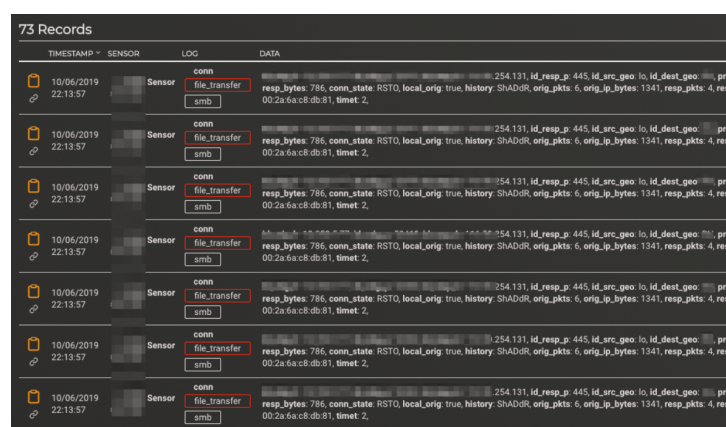 73 Records
TIMESTAMP SENSOR LOG DATA
conn
10/06/2019 Sensor file_transfer .254.131, id_resp_p: 445, id_src_geo: lo, id_dest_geo: pr
22:13:57 resp_bytes: 786, conn_state: RSTO, local_orig: true, history: ShADdR, orig_pkts: 6, orig_ip_bytes: 1341, resp_pkts: 4, res
smb 00:2a:6a:c8:db:81, timet: 2,
conn
10/06/2019 Sensor file_transfer .254.131, id_resp_p: 445, id_src_geo: lo, id_dest_geo: pr
22:13:57 resp_bytes: 786, conn_state: RSTO, local_orig: true, history: ShADdR, orig_pkts: 6, orig_ip_bytes: 1341, resp_pkts: 4, res
smb 00:2a:6a:c8:db:81, timet: 2,
conn
10/06/2019 Sensor file_transfer 254.131, id_resp_p: 445, id_src_geo: lo, id_dest_geo: pr
22:13:57 resp_bytes: 786, conn_state: RSTO, local_orig: true, history: ShADdR, orig_pkts: 6, orig_ip_bytes: 1341, resp_pkts: 4, res
smb 00:2a:6a:c8:db:81, timet: 2,
conn
10/06/2019 Sensor file_transfer 254.131, id_resp_p: 445, id_src_geo: lo, id_dest_geo: pr
22:13:57 resp_bytes: 786, conn_state: RSTO, local_orig: true, history: ShADdR, orig_pkts: 6, orig_ip_bytes: 1341, resp_pkts: 4, re
smb 00:2a:6a:c8:db:81, timet: 2,
conn
10/06/2019 Sensor file_transfer 254.131, id_resp_p: 445, id_src_geo: lo, id_dest_geo: pr
22:13:57 resp_bytes: 786, conn_state: RSTO, local_orig: true, history: ShADdR, orig_pkts: 6, orig_ip_bytes: 1341, resp_pkts: 4, re
smb 00:2a:6a:c8:db:81, timet: 2,
conn
10/06/2019 Sensor file_transfer .254.131, id_resp_p: 445, id_src_geo: lo, id_dest_geo: pr
22:13:57 resp_bytes: 786, conn_state: RSTO, local_orig: true, history: ShADdR, orig_pkts: 6, orig_ip_bytes: 1341, resp_pkts: 4, re
smb 00:2a:6a:c8:db:81, timet: 2,
conn
10/06/2019 Sensor file_transfer .254.131, id_resp_p: 445, id_src_geo: lo, id_dest_geo: pr
22:13:57 resp_bytes: 786, conn_state: RSTO, local_orig: true, history: ShADdR, orig_pkts: 6, orig_ip_bytes: 1341, resp_pkts: 4, res
smb 00:2a:6a:c8:db:81, timet: 2,